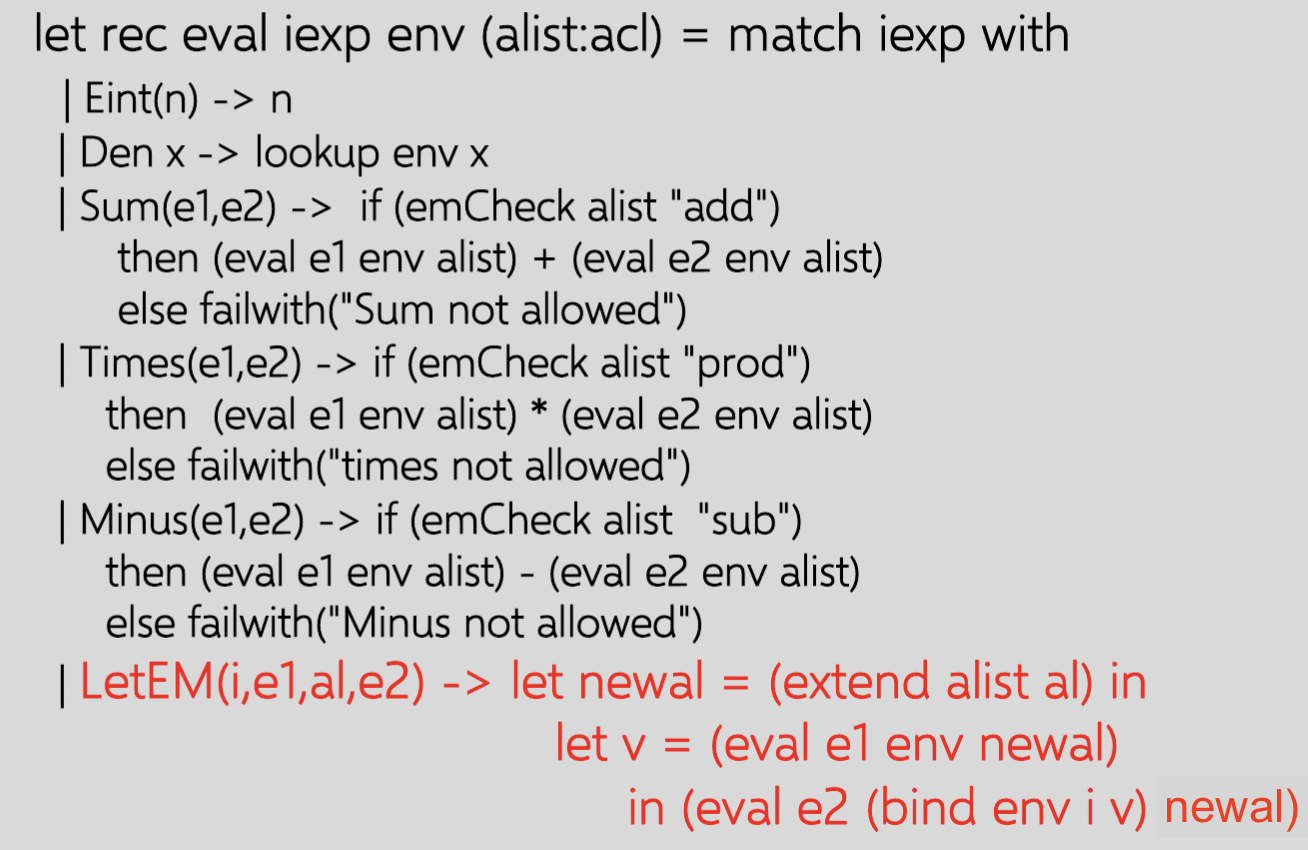 let rec eval iexp env (alist:acl) = match iexp with
| Eint(n) -> n
| Den x -> lookup env x
| Sum(e1,e2) -> if (emCheck alist "add")
then (eval e1 env alist) + (eval e2 env alist)
else failwith("Sum not allowed")
| Times(e1,e2) -> if (emCheck alist "prod")
then (eval e1 env alist) * (eval e2 env alist)
else failwith("times not allowed")
| Minus(e1,e2) -> if (emCheck alist "sub")
then (eval e1 env alist) - (eval e2 env alist)
else failwith("Minus not allowed")
| LetEM(i,e1,al,e2) -> let newal = (extend alist al) in
let v = (eval e1 env newal)
in (eval e2 (bind env i v) newal)